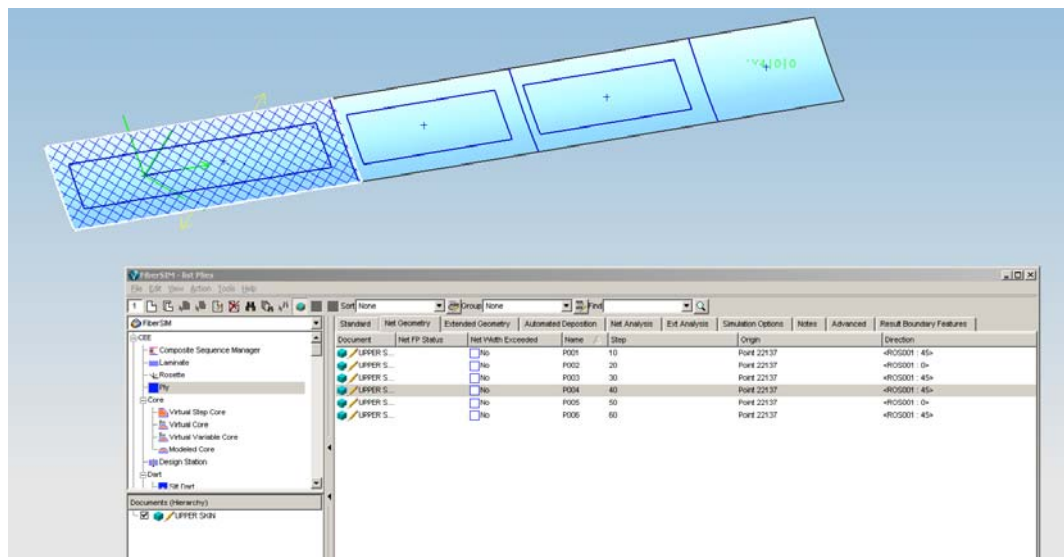 FiberSIM - list Plies
File Edit View Action Tools Help
1 Sort None Group None Find
FiberSIM
Standard Net Geometry Extended Geometry Automated Deposition Net Analysis Ext Analysis Simulation Options Notes Advanced Result Boundary Features
Document Net FP Status Net Width Exceeded Name Step Origin Direction
UPPER S... No P001 10 Point 22137 <ROS001 : 45>
UPPER S... No P002 20 Point 22137 <ROS001 : 0>
UPPER S... No P003 30 Point 22137 <ROS001 : 45>
UPPER S... No P004 40 Point 22137 <ROS001 : 45>
UPPER S... No P005 50 Point 22137 <ROS001 : 0>
UPPER S... No P006 60 Point 22137 <ROS001 : 45>
CEE
Composite Sequence Manager
Laminate
Rosette
Ply
Core
Virtual Step Core
Virtual Core
Virtual Variable Core
Modeled Core
Design Station
Dart
Slit Dart
Documents (Hierarchy)
UPPER SKIN